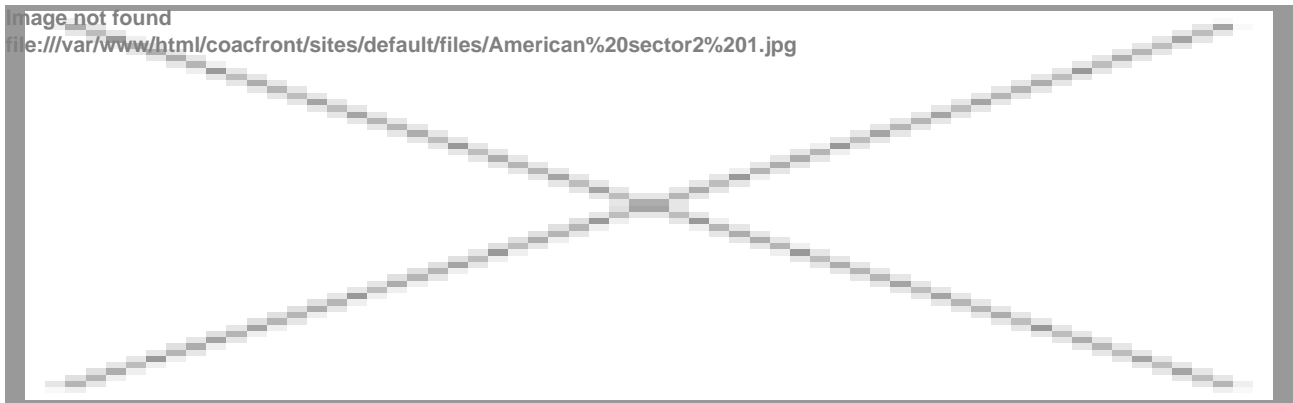 Image not found
file:///var/www/html/coacfront/sites/default/files/American%20sector2%201.jpg